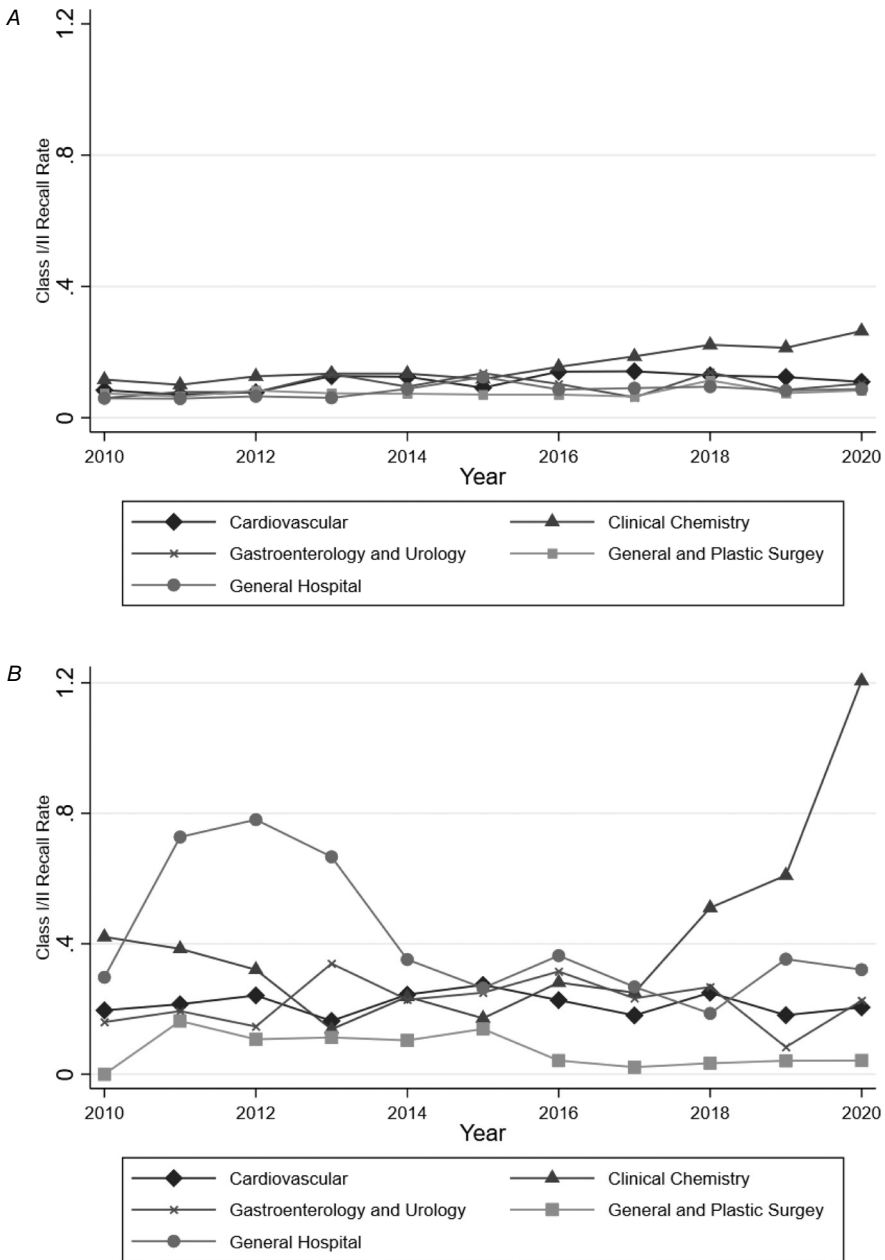 A
Class I/II Recall Rate
1.2
.8
.4
0
2010 2012 2014 2016 2018 2020
Year
Cardiovascular Clinical Chemistry
Gastroenterology and Urology General and Plastic Surgey
General Hospital
B
Class I/II Recall Rate
1.2
.8
.4
0
2010 2012 2014 2016 2018 2020
Year
Cardiovascular Clinical Chemistry
Gastroenterology and Urology General and Plastic Surgey
General Hospital